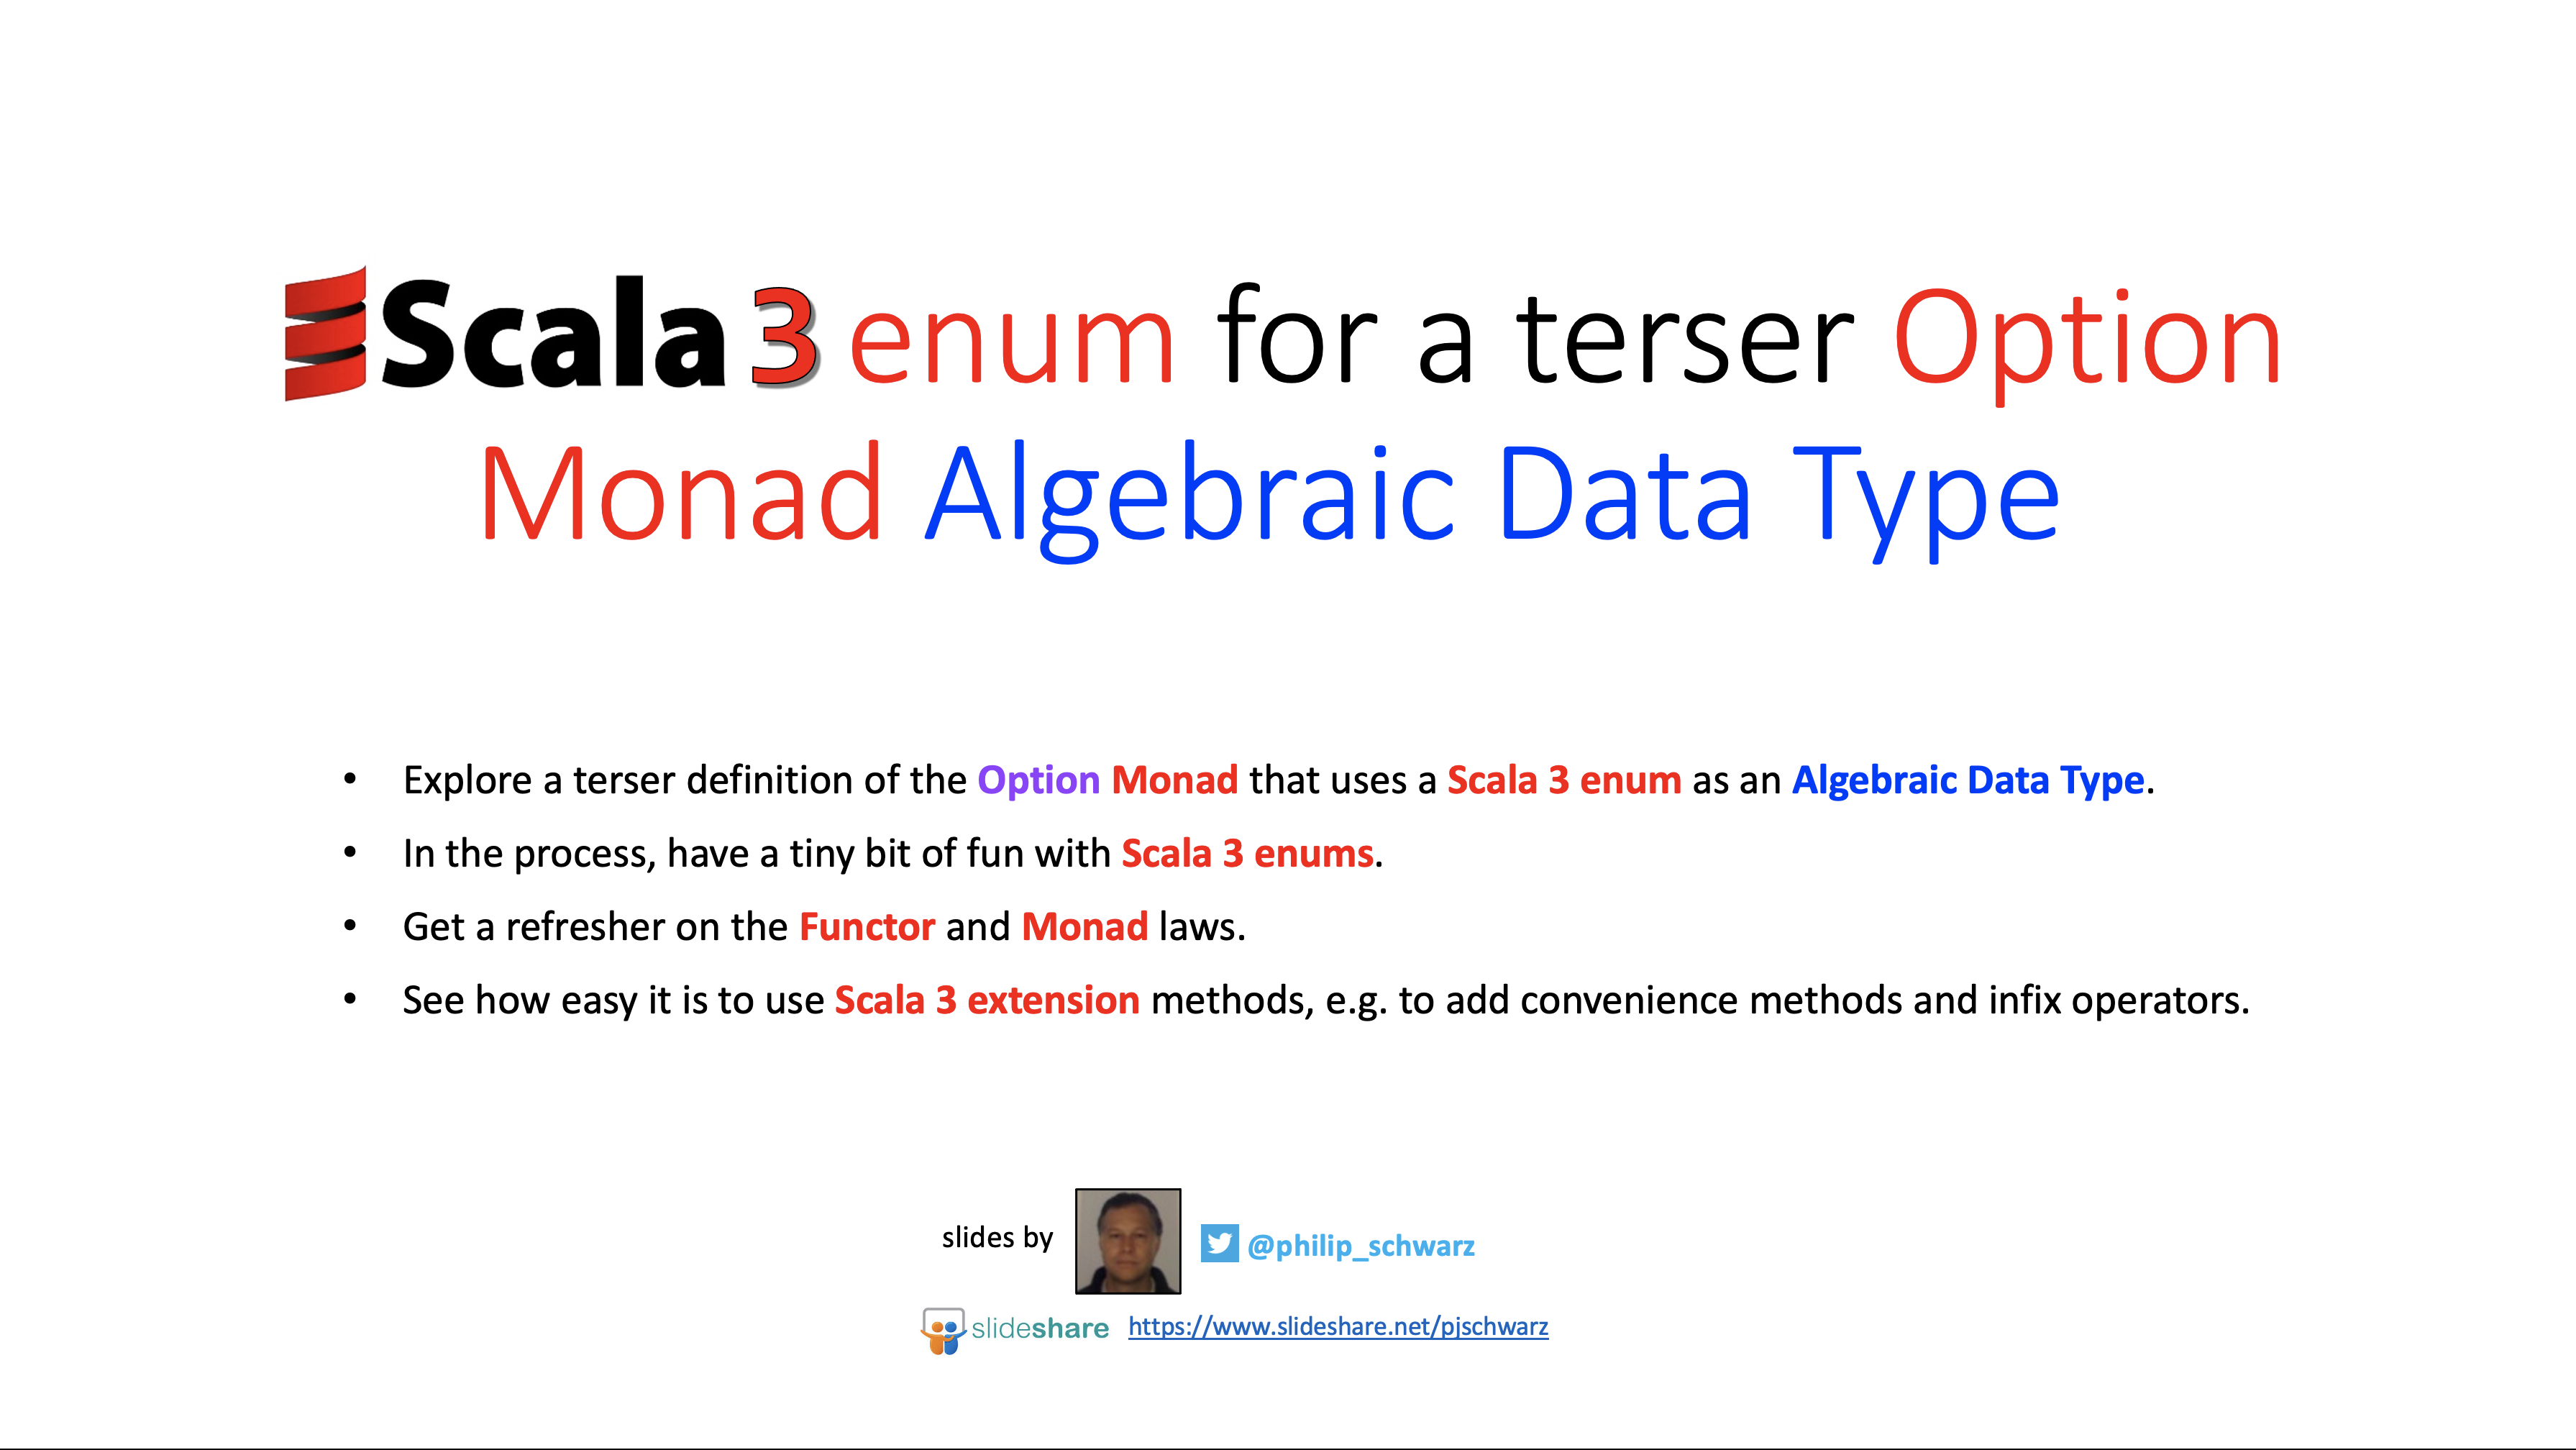 Scala 3 enum for a terser Option
Monad Algebraic Data Type
• Explore a terser definition of the Option Monad that uses a Scala 3 enum as an Algebraic Data Type.
• In the process, have a tiny bit of fun with Scala 3 enums.
• Get a refresher on the Functor and Monad laws.
• See how easy it is to use Scala 3 extension methods, e.g. to add convenience methods and infix operators.
slides by @philip_schwarz
slideshare https://www.slideshare.net/pjschwarz